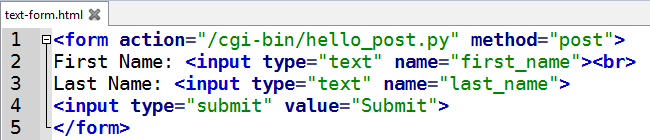 text-form.html
1 <form action="/cgi-bin/hello_post.py" method="post">
2 First Name: <input type="text" name="first_name"><br>
3 Last Name: <input type="text" name="last_name">
4 <input type="submit" value="Submit">
5 </form>